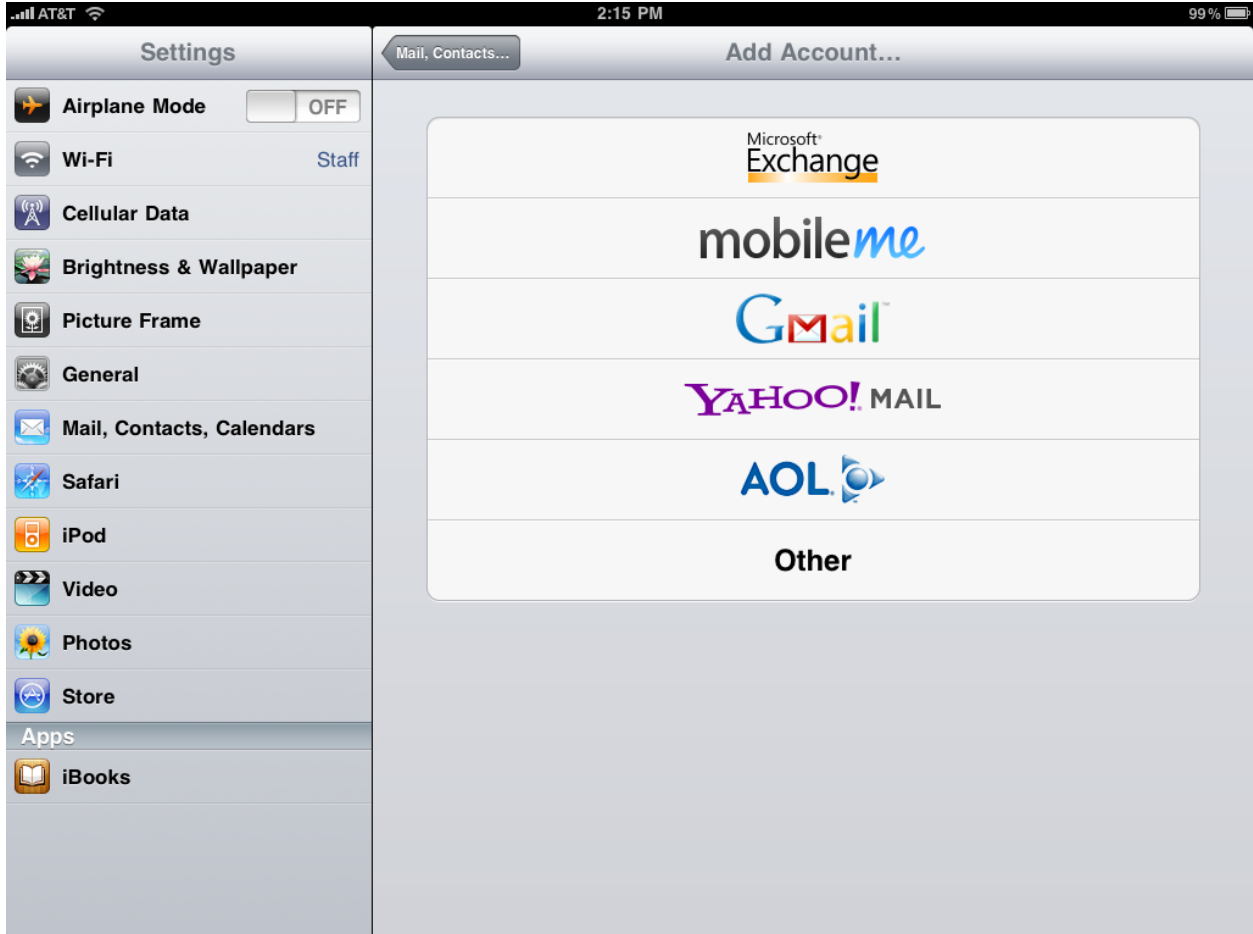 AT&T
2:15 PM
99%
Settings
Mail, Contacts...
Add Account...
Airplane Mode OFF
Wi-Fi Staff
Cellular Data
Brightness & Wallpaper
Picture Frame
General
Mail, Contacts, Calendars
Safari
iPod
Video
Photos
Store
Apps
iBooks
Microsoft®
Exchange
mobileme
Gmail™
YAHOO! MAIL
AOL
Other